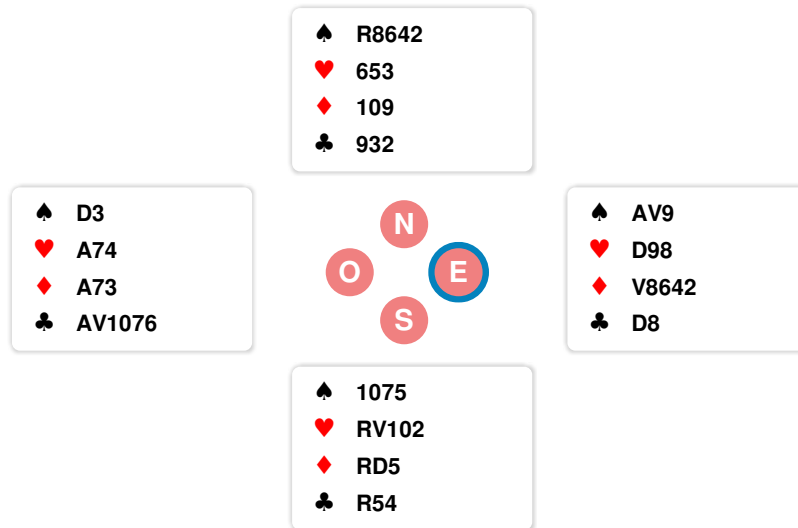 ♠ R8642
♥ 653
♦ 109
♣ 932
♠ D3
♥ A74
♦ A73
♣ AV1076
N
O E
S
♠ AV9
♥ D98
♦ V8642
♣ D8
♠ 1075
♥ RV102
♦ RD5
♣ R54